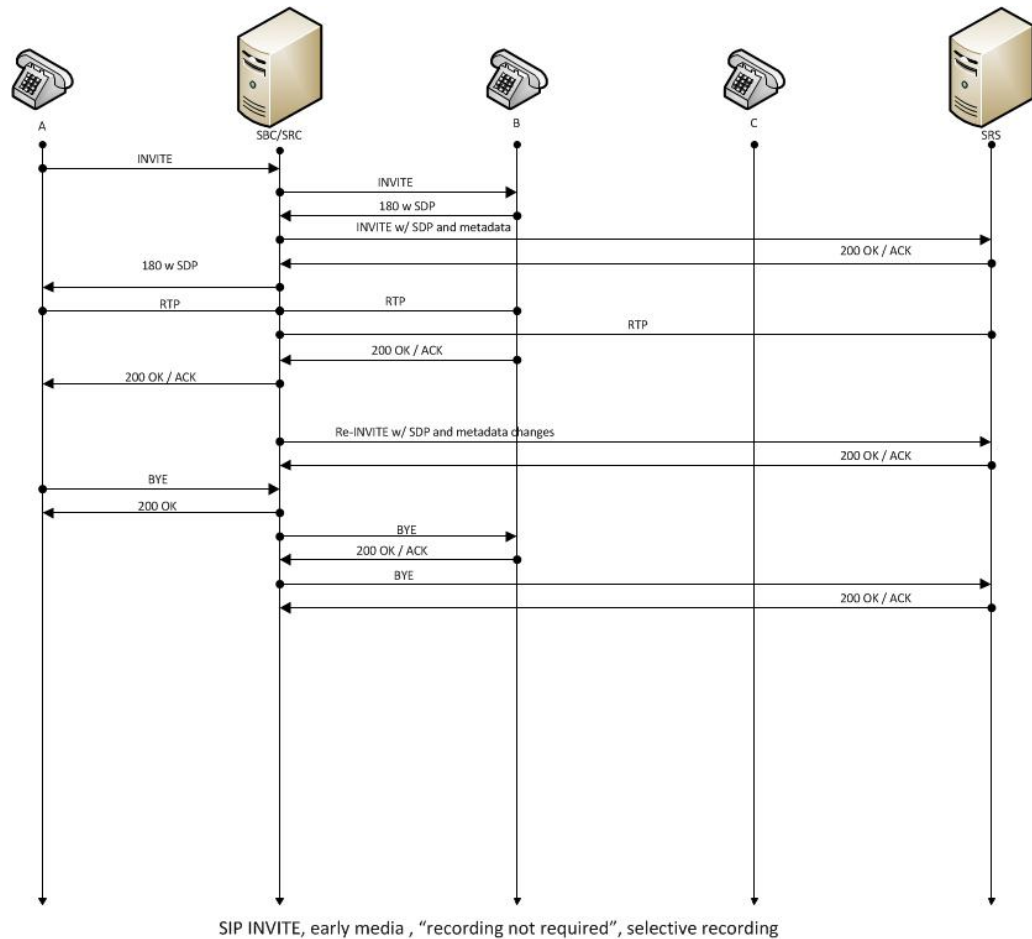 A
SBC/SRC
B
C
SRS
INVITE
INVITE
180 w SDP
INVITE w/ SDP and metadata
200 OK / ACK
180 w SDP
RTP
RTP
RTP
200 OK / ACK
200 OK / ACK
Re-INVITE w/ SDP and metadata changes
200 OK / ACK
BYE
200 OK
BYE
200 OK / ACK
BYE
200 OK / ACK
SIP INVITE, early media , “recording not required”, selective recording